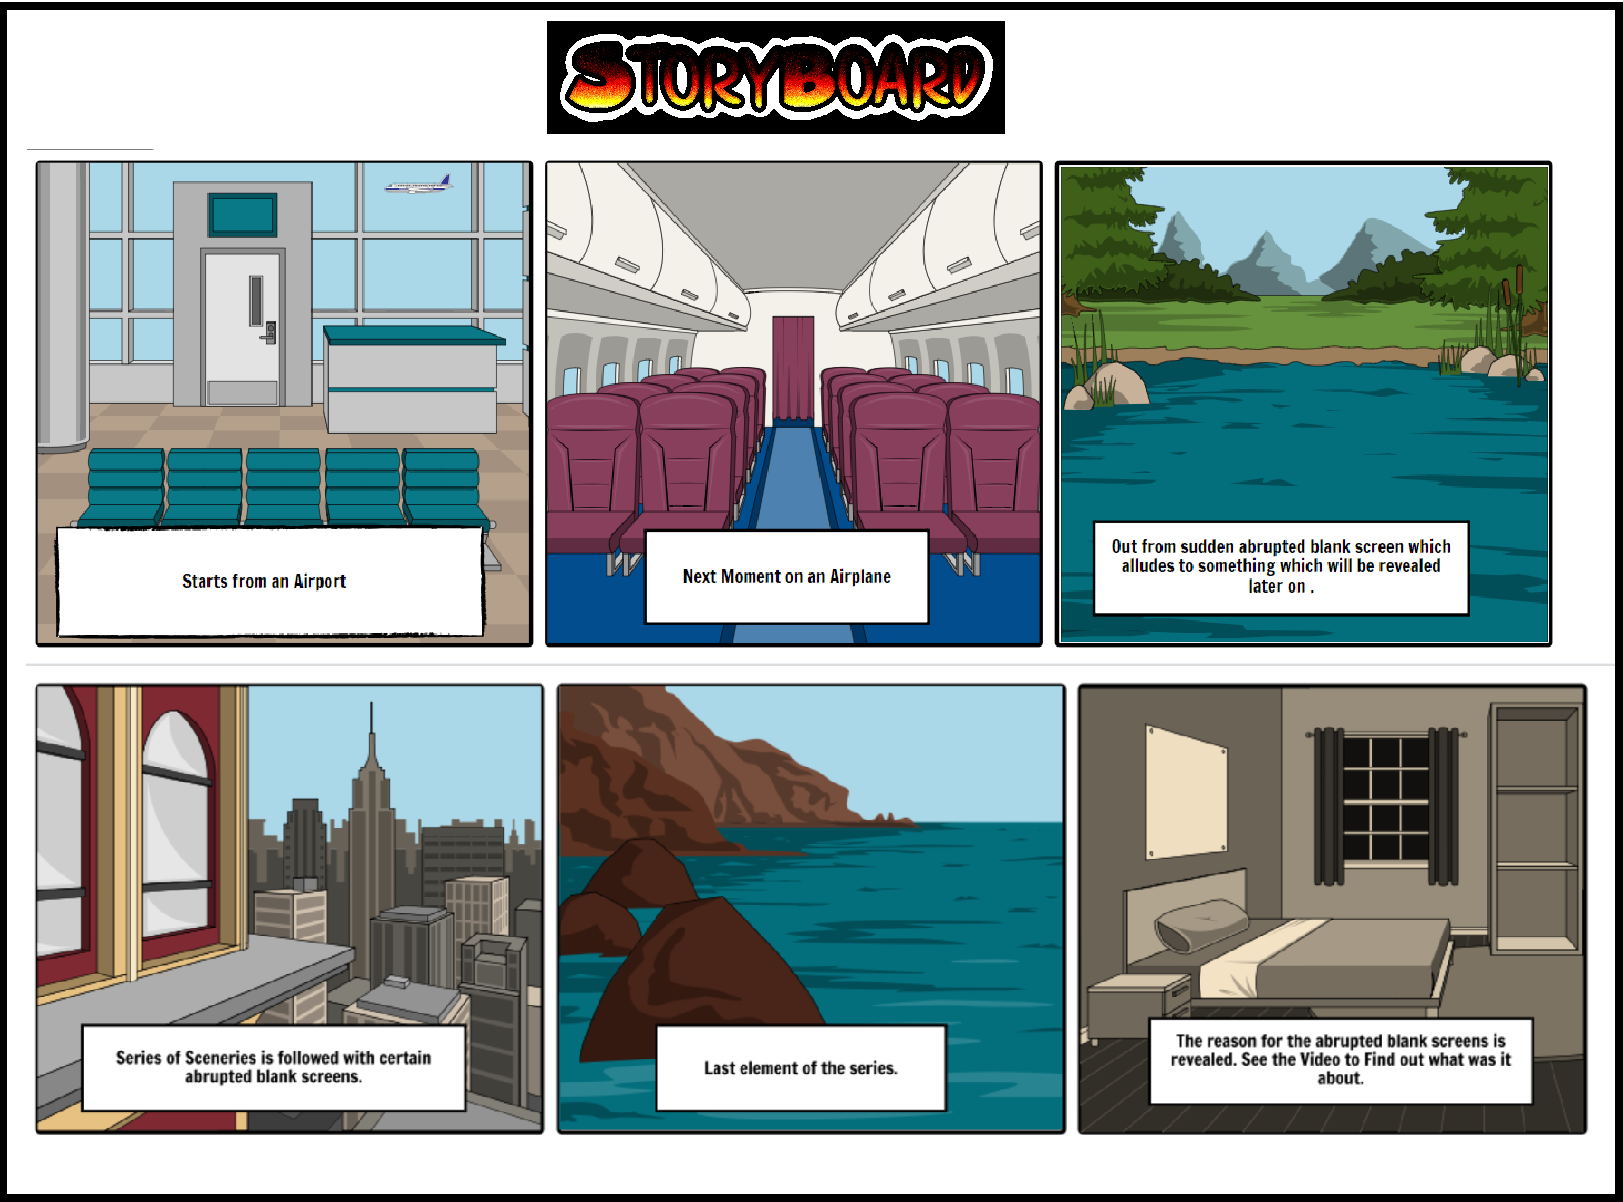 StoryBoard
Starts from an Airport
Next Moment on an Airplane
Out from sudden abrupted blank screen which
alludes to something which will be revealed
later on .
Series of Sceneries is followed with certain
abrupted blank screens.
Last element of the series.
The reason for the abrupted blank screens is
revealed. See the Video to Find out what was it
about.